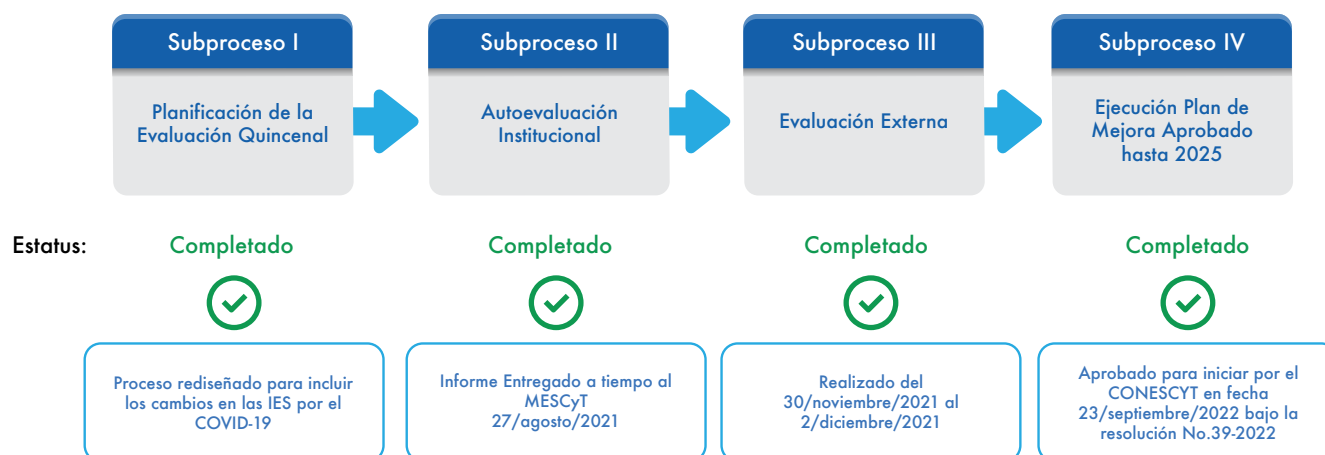 Subproceso I
Planificación de la
Evaluación Quincenal
Subproceso II
Autoevaluación
Institucional
Subproceso III
Evaluación Externa
Subproceso IV
Ejecución Plan de
Mejora Aprobado
hasta 2025
Estatus:
Completado
Completado
Completado
Completado
Proceso rediseñado para incluir
los cambios en las IES por el
COVID-19
Informe Entregado a tiempo al
MESCyT
27/agosto/2021
Realizado del
30/noviembre/2021 al
2/diciembre/2021
Aprobado para iniciar por el
CONESCYT en fecha
23/septiembre/2022 bajo la
resolución No.39-2022